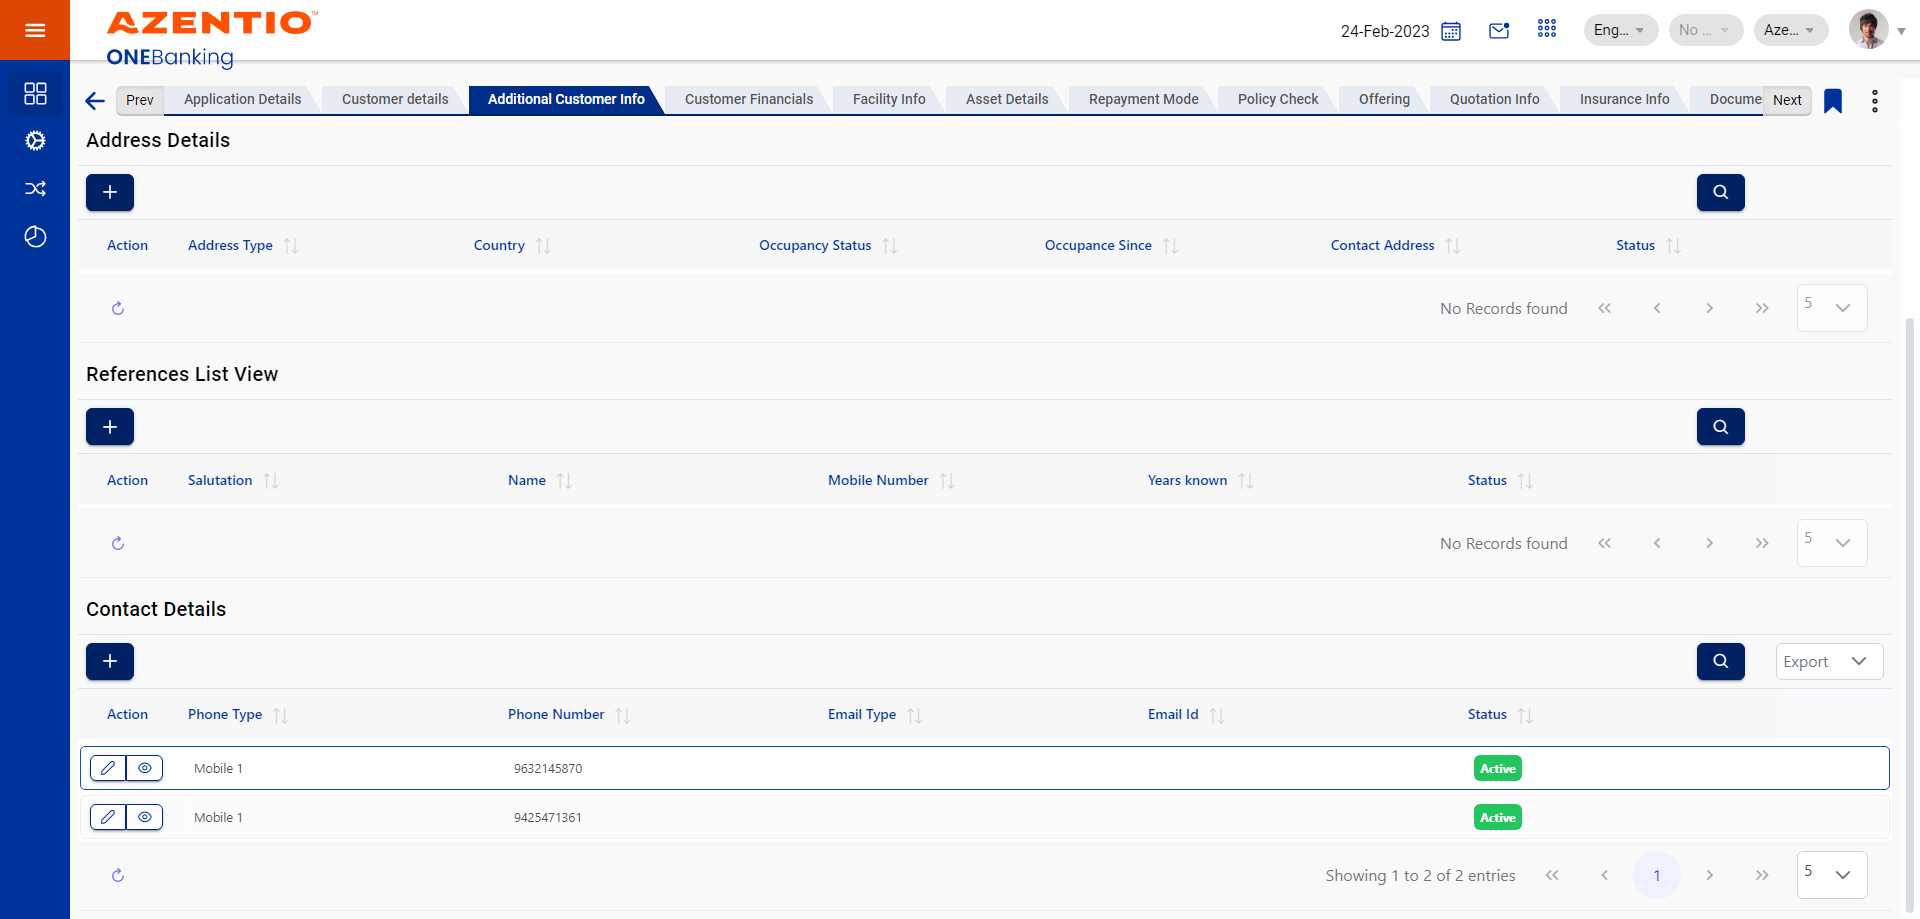 AZENTIO™
ONEBanking
24-Feb-2023
Eng...
No ...
Aze...
Prev
Application Details
Customer details
Additional Customer Info
Customer Financials
Facility Info
Asset Details
Repayment Mode
Policy Check
Offering
Quotation Info
Insurance Info
Docume
Next
Address Details
Action Address Type Country Occupancy Status Occupance Since Contact Address Status
No Records found 5
References List View
Action Salutation Name Mobile Number Years known Status
No Records found 5
Contact Details
Export
Action Phone Type Phone Number Email Type Email Id Status
Mobile 1 9632145870 Active
Mobile 1 9425471361 Active
Showing 1 to 2 of 2 entries 1 5